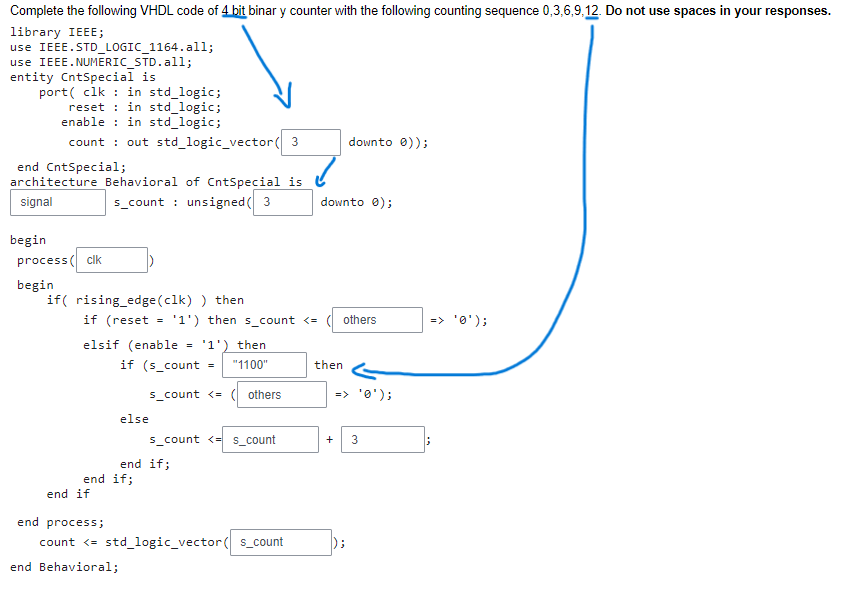 Complete the following VHDL code of 4 bit binar y counter with the following counting sequence 0,3,6,9,12. Do not use spaces in your responses.
library IEEE;
use IEEE.STD_LOGIC_1164.all;
use IEEE.NUMERIC_STD.all;
entity CntSpecial is
port( clk : in std_logic;
reset : in std_logic;
enable : in std_logic;
count : out std_logic_vector( 3 downto 0));
end CntSpecial;
architecture Behavioral of CntSpecial is
signal s_count : unsigned( 3 downto 0);
begin
process( clk )
begin
if( rising_edge(clk) ) then
if (reset = '1') then s_count <= ( others => '0');
elsif (enable = '1') then
if (s_count = "1100" then
s_count <= ( others => '0');
else
s_count <= s_count + 3 ;
end if;
end if;
end if
end process;
count <= std_logic_vector( s_count );
end Behavioral;